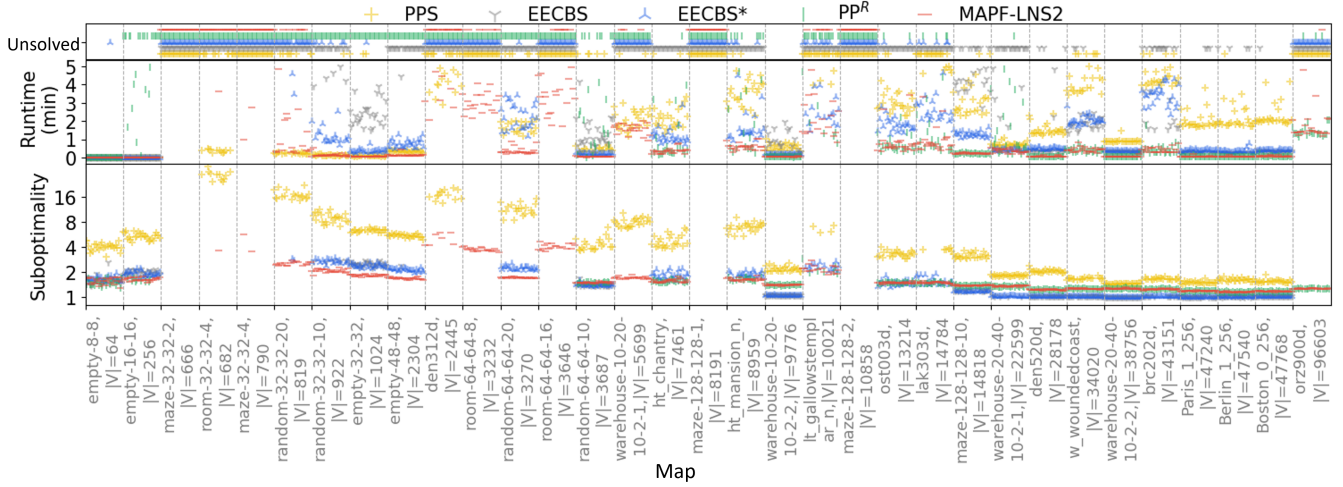 PPS EECBS EECBS* PP^R MAPF-LNS2
Unsolved
Runtime
(min)
5
4
3
2
1
0
Suboptimality
16
8
4
2
1
empty-8-8,
|V|=64
empty-16-16,
|V|=256
maze-32-32-2,
|V|=666
room-32-32-4,
|V|=682
maze-32-32-4,
|V|=790
random-32-32-20,
|V|=819
random-32-32-10,
|V|=922
empty-32-32,
|V|=1024
empty-48-48,
|V|=2304
den312d,
|V|=2445
room-64-64-8,
|V|=3232
random-64-64-20,
|V|=3270
room-64-64-16,
|V|=3646
random-64-64-10,
|V|=3687
warehouse-10-20-
10-2-1,|V|=5699
ht_chantry,
|V|=7461
maze-128-128-1,
|V|=8191
ht_mansion_n,
|V|=8959
warehouse-10-20-
10-2-2,|V|=9776
lt_gallowstempl
ar_n,|V|=10021
maze-128-128-2,
|V|=10858
ost003d,
|V|=13214
lak303d,
|V|=14784
maze-128-128-10,
|V|=14818
warehouse-20-40-
10-2-1,|V|=22599
den520d,
|V|=28178
w_woundedcoast,
|V|=34020
warehouse-20-40-
10-2-2,|V|=38756
brc202d,
|V|=43151
Paris_1_256,
|V|=47240
Berlin_1_256,
|V|=47540
Boston_0_256,
|V|=47768
orz900d,
|V|=96603
Map